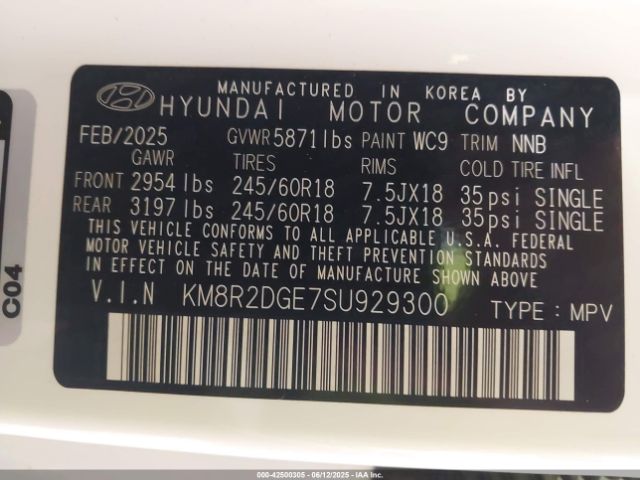 MANUFACTURED IN KOREA BY
HYUNDAI MOTOR COMPANY
FEB/2025 GVWR 5871lbs PAINT WC9 TRIM NNB
GAWR TIRES RIMS COLD TIRE INFL
FRONT 2954 lbs 245/60R18 7.5JX18 35psi SINGLE
REAR 3197 lbs 245/60R18 7.5JX18 35psi SINGLE
THIS VEHICLE CONFORMS TO ALL APPLICABLE U.S.A. FEDERAL
MOTOR VEHICLE SAFETY AND THEFT PREVENTION
STANDARDS IN EFFECT ON THE DATE OF MANUFACTURE SHOWN ABOVE
V.I.N KM8R2DGE7SU929300 TYPE : MPV
C04
000-42500305 - 06/12/2025 - IAAI, Inc.